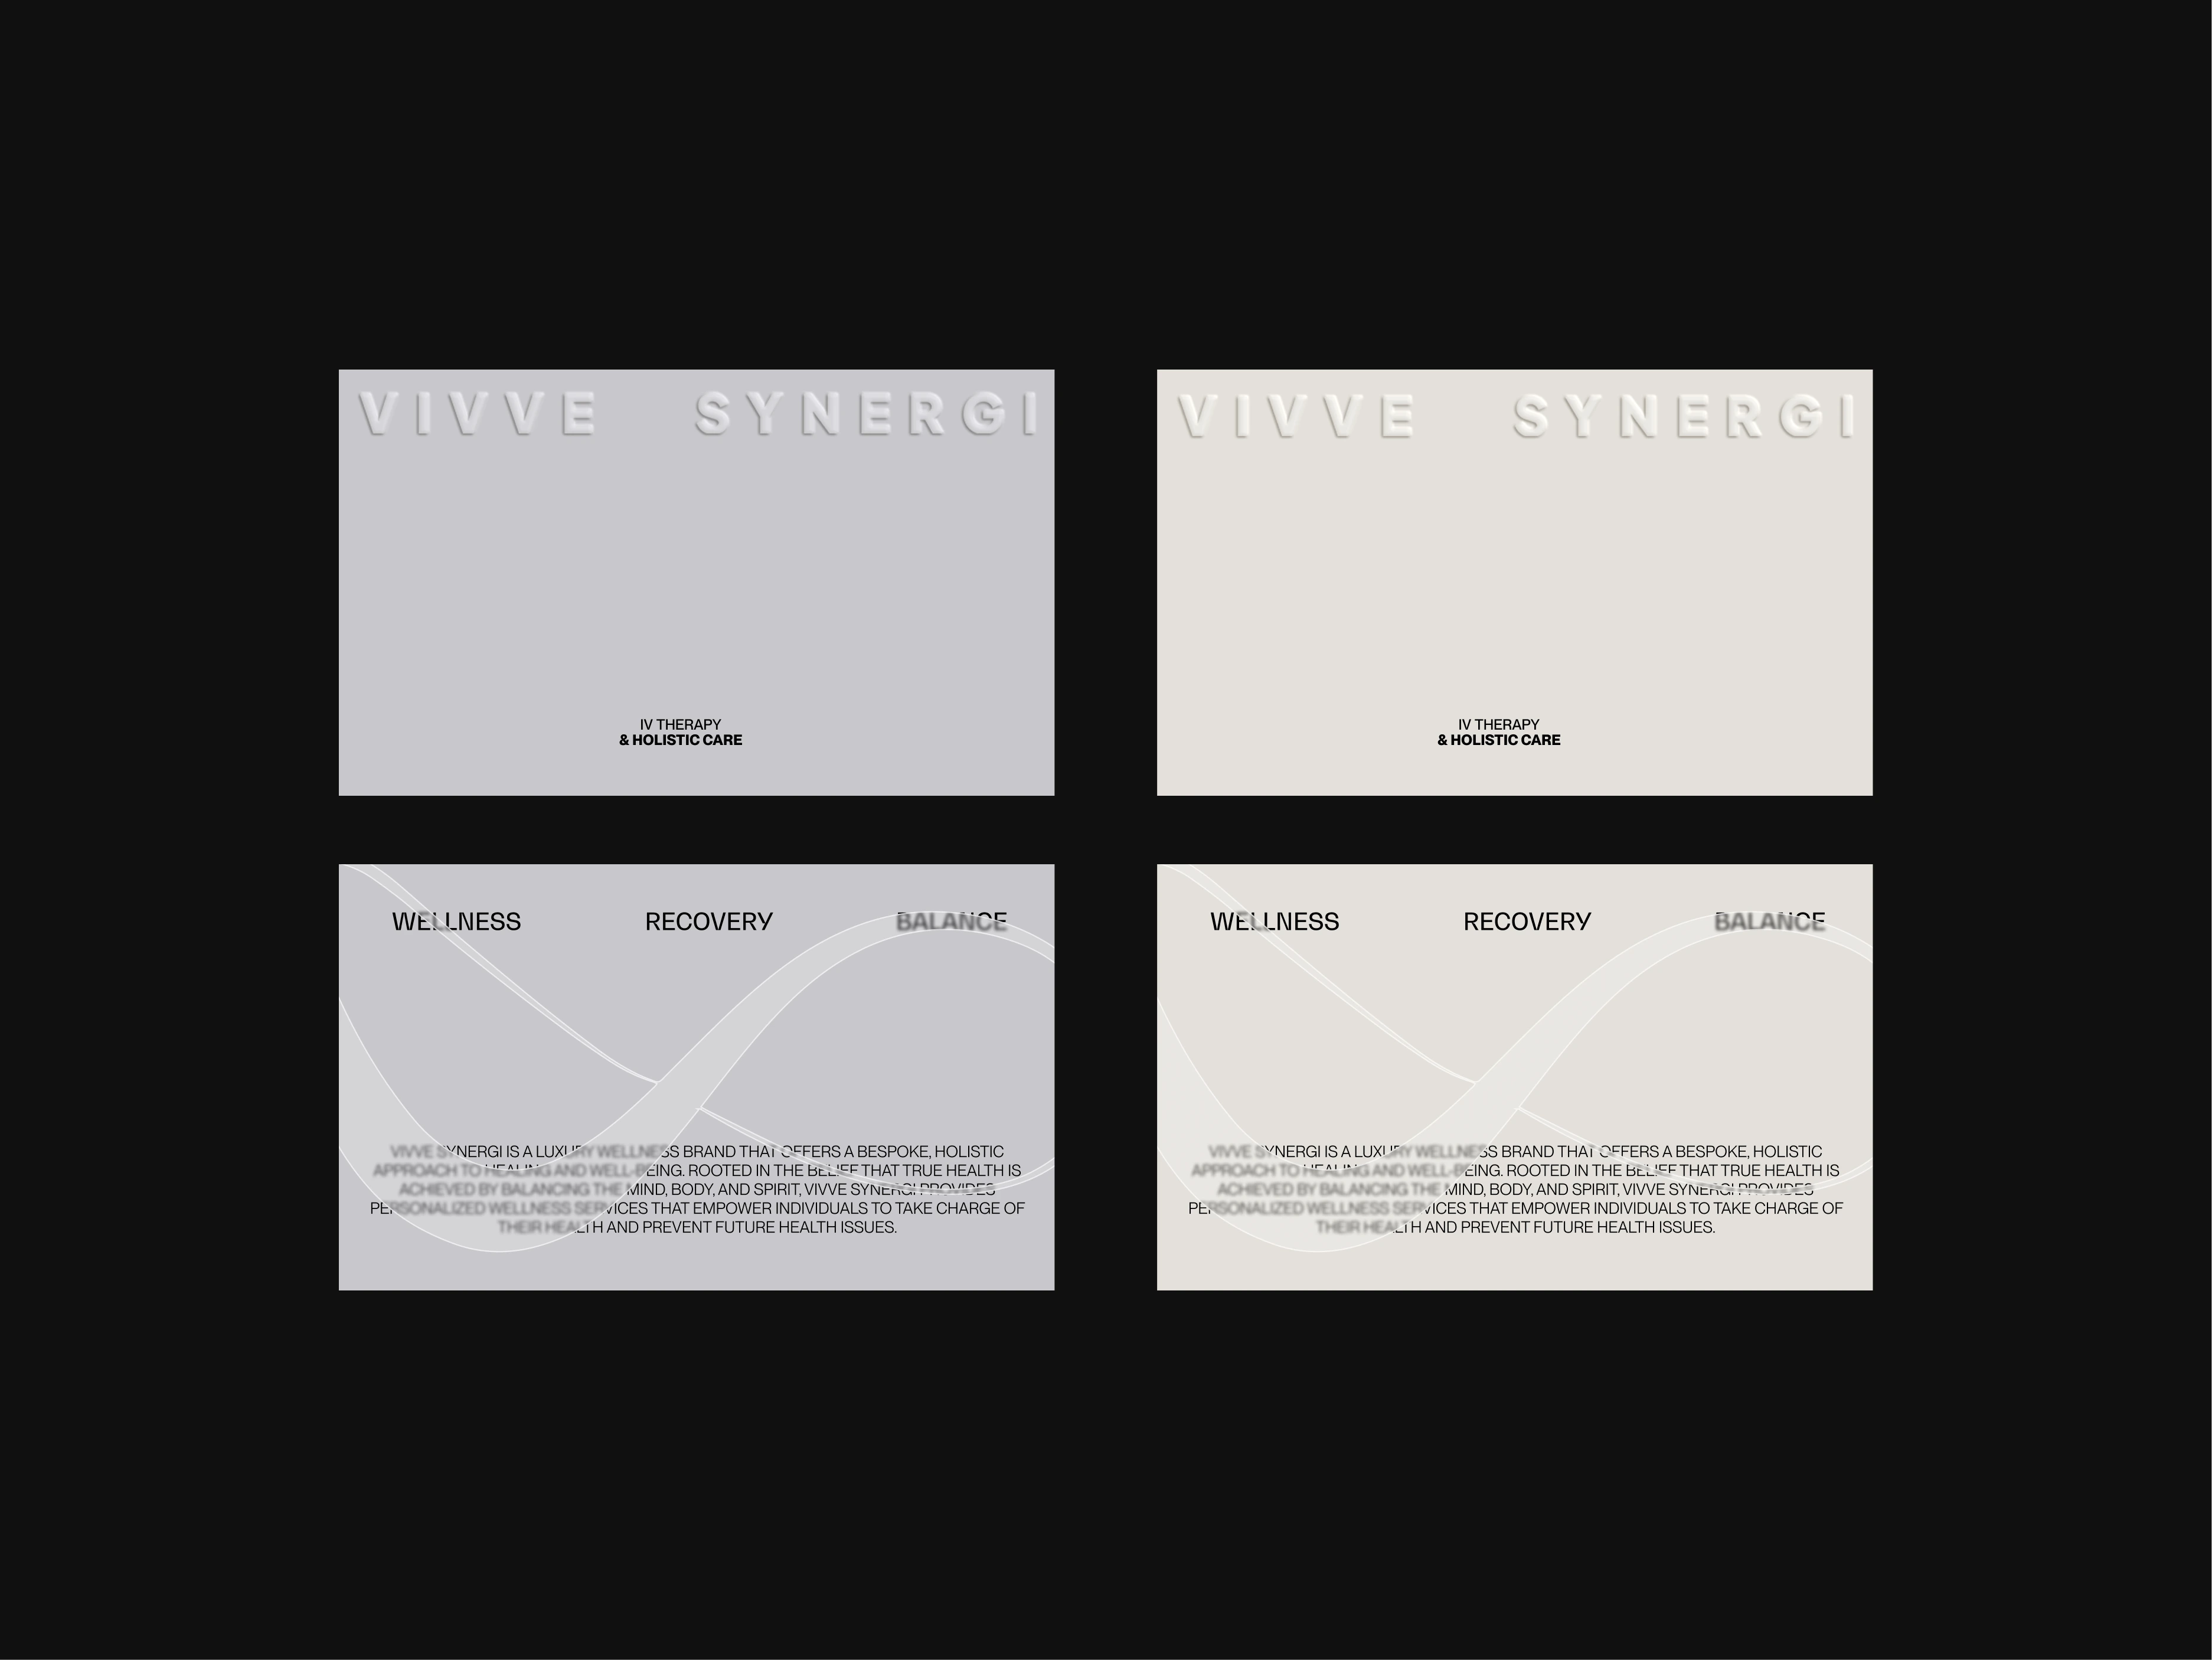 VIVVE SYNERGI
IV THERAPY
& HOLISTIC CARE
VIVVE SYNERGI
IV THERAPY
& HOLISTIC CARE
WELLNESS RECOVERY BALANCE
VIVVE SYNERGI IS A LUXURY WELLNESS BRAND THAT OFFERS A BESPOKE, HOLISTIC
APPROACH TO HEALING AND WELL-BEING. ROOTED IN THE BELIEF THAT TRUE HEALTH IS
ACHIEVED BY BALANCING THE MIND, BODY, AND SPIRIT, VIVVE SYNERGI PROVIDES
PERSONALIZED WELLNESS SERVICES THAT EMPOWER INDIVIDUALS TO TAKE CHARGE OF
THEIR HEALTH AND PREVENT FUTURE HEALTH ISSUES.
WELLNESS RECOVERY BALANCE
VIVVE SYNERGI IS A LUXURY WELLNESS BRAND THAT OFFERS A BESPOKE, HOLISTIC
APPROACH TO HEALING AND WELL-BEING. ROOTED IN THE BELIEF THAT TRUE HEALTH IS
ACHIEVED BY BALANCING THE MIND, BODY, AND SPIRIT, VIVVE SYNERGI PROVIDES
PERSONALIZED WELLNESS SERVICES THAT EMPOWER INDIVIDUALS TO TAKE CHARGE OF
THEIR HEALTH AND PREVENT FUTURE HEALTH ISSUES.